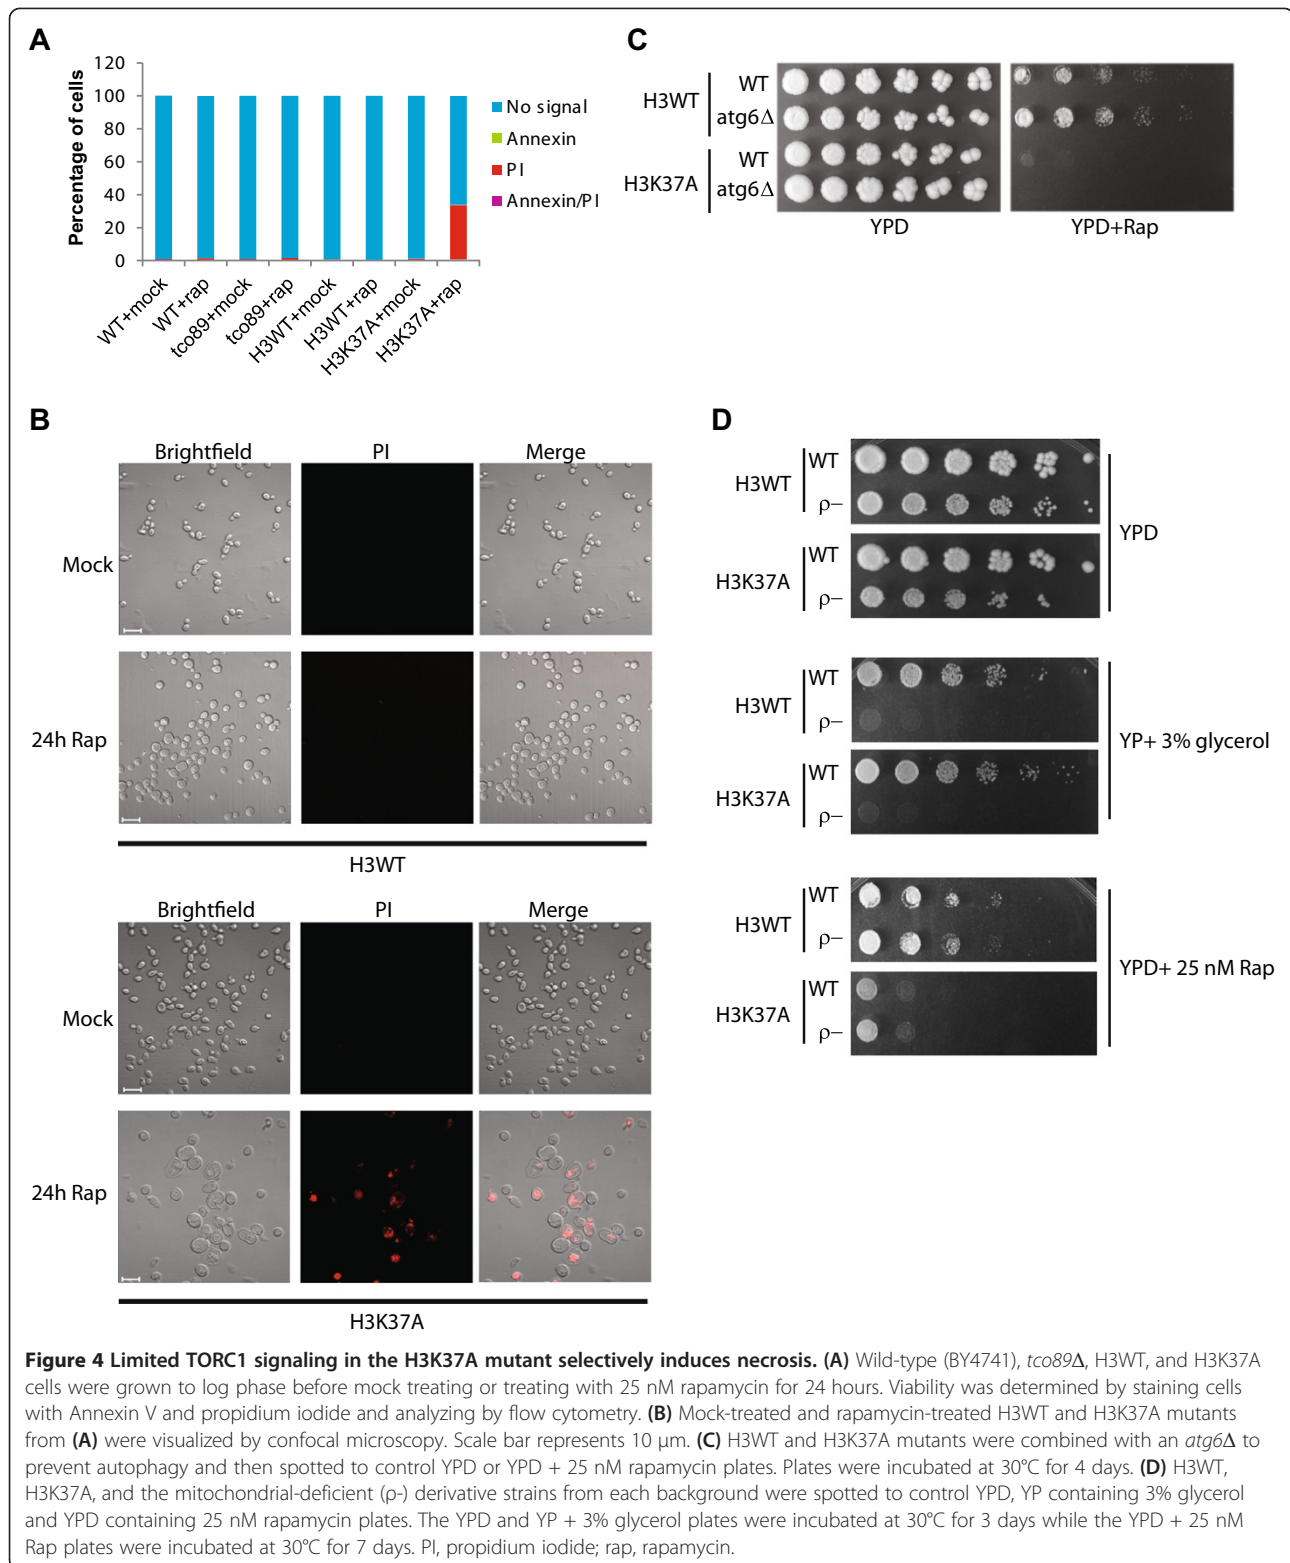 A
120
100
80
60
40
20
0
Percentage of cells
No signal
Annexin
PI
Annexin/PI
WT+mock
WT+rap
tco89+mock
tco89+rap
H3WT+mock
H3WT+rap
H3K37A+mock
H3K37A+rap
C
H3WT
WT
atg6Δ
H3K37A
WT
atg6Δ
YPD
YPD+Rap
B
Brightfield
PI
Merge
Mock
24h Rap
H3WT
Brightfield
PI
Merge
Mock
24h Rap
H3K37A
D
H3WT
WT
ρ−
H3K37A
WT
ρ−
YPD
H3WT
WT
ρ−
H3K37A
WT
ρ−
YP+ 3% glycerol
H3WT
WT
ρ−
H3K37A
WT
ρ−
YPD+ 25 nM Rap
Figure 4 Limited TORC1 signaling in the H3K37A mutant selectively induces necrosis. (A) Wild-type (BY4741), tco89Δ, H3WT, and H3K37A
cells were grown to log phase before mock treating or treating with 25 nM rapamycin for 24 hours. Viability was determined by staining cells
with Annexin V and propidium iodide and analyzing by flow cytometry. (B) Mock-treated and rapamycin-treated H3WT and H3K37A mutants
from (A) were visualized by confocal microscopy. Scale bar represents 10 μm. (C) H3WT and H3K37A mutants were combined with an atg6Δ to
prevent autophagy and then spotted to control YPD or YPD + 25 nM rapamycin plates. Plates were incubated at 30°C for 4 days. (D) H3WT,
H3K37A, and the mitochondrial-deficient (ρ-) derivative strains from each background were spotted to control YPD, YP containing 3% glycerol
and YPD containing 25 nM rapamycin plates. The YPD and YP + 3% glycerol plates were incubated at 30°C for 3 days while the YPD + 25 nM
Rap plates were incubated at 30°C for 7 days. PI, propidium iodide; rap, rapamycin.